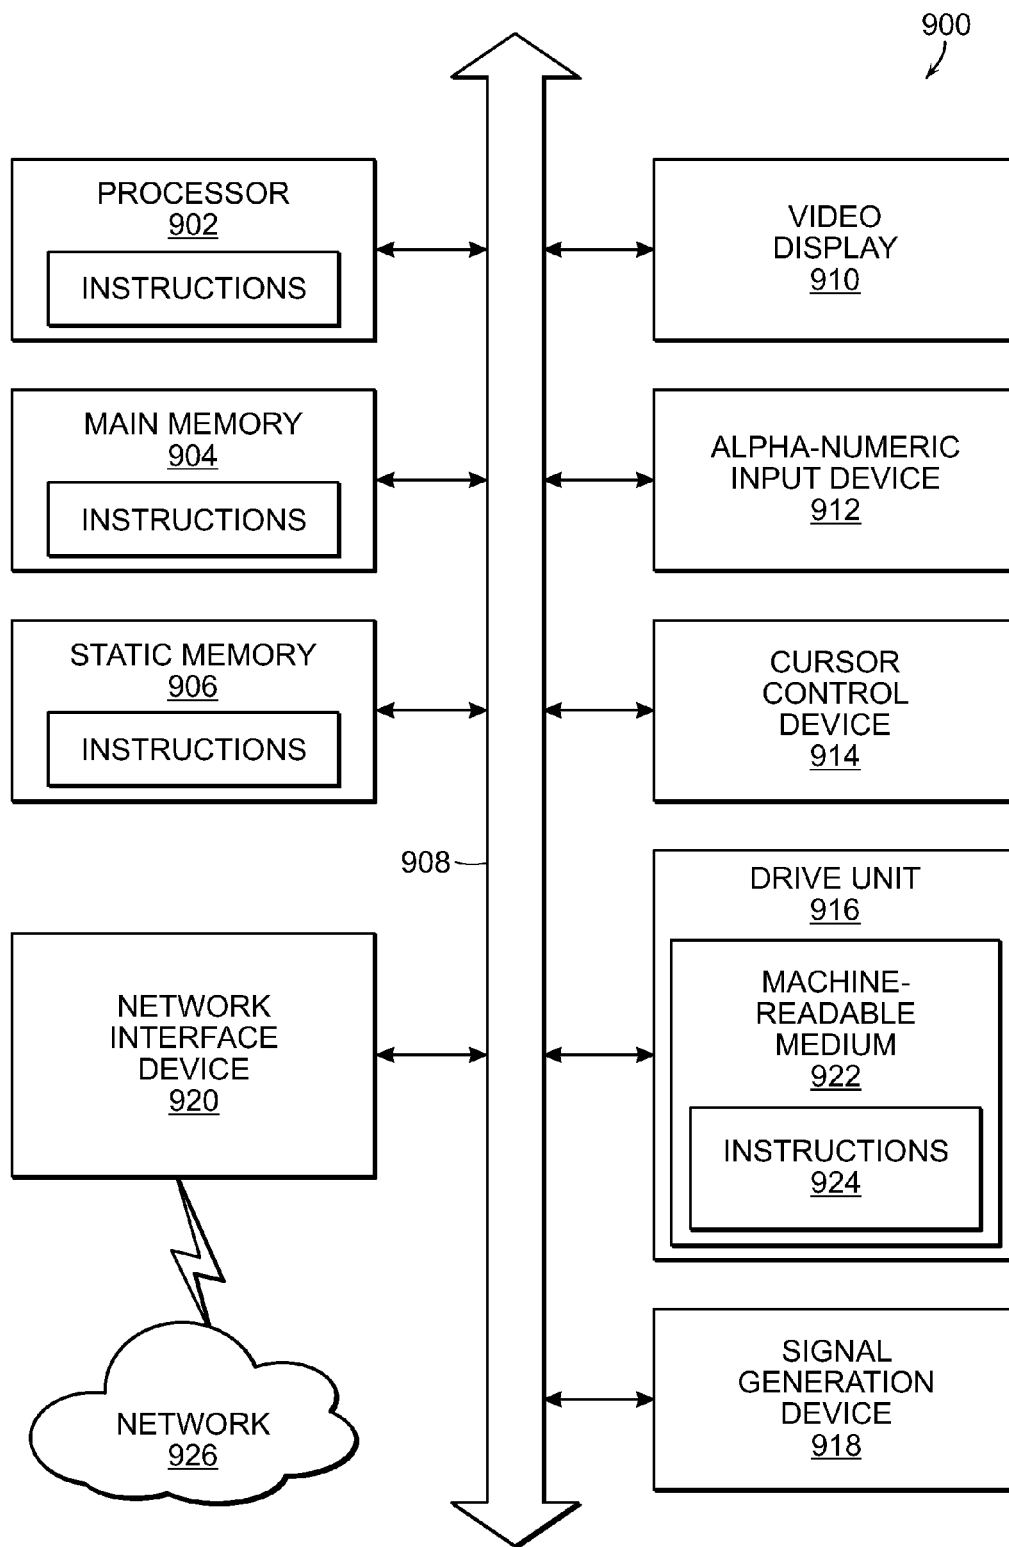 900
PROCESSOR
902
INSTRUCTIONS
MAIN MEMORY
904
INSTRUCTIONS
STATIC MEMORY
906
INSTRUCTIONS
908
NETWORK
INTERFACE
DEVICE
920
NETWORK
926
VIDEO
DISPLAY
910
ALPHA-NUMERIC
INPUT DEVICE
912
CURSOR
CONTROL
DEVICE
914
DRIVE UNIT
916
MACHINE-
READABLE
MEDIUM
922
INSTRUCTIONS
924
SIGNAL
GENERATION
DEVICE
918